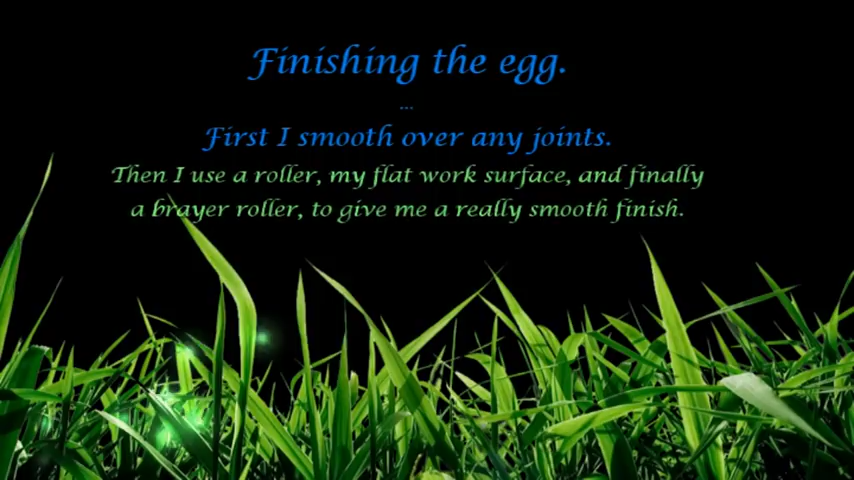 Finishing the egg.
...
First I smooth over any joints.
Then I use a roller, my flat work surface, and finally
a brayer roller, to give me a really smooth finish.